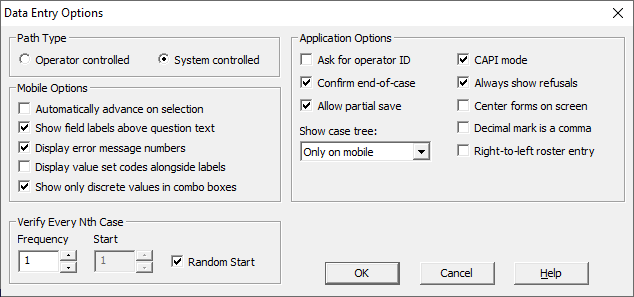 Data Entry Options
Path Type
Operator controlled
System controlled
Mobile Options
Automatically advance on selection
Show field labels above question text
Display error message numbers
Display value set codes alongside labels
Show only discrete values in combo boxes
Verify Every Nth Case
Frequency
Start
1
1
Random Start
Application Options
Ask for operator ID
CAPI mode
Confirm end-of-case
Always show refusals
Allow partial save
Center forms on screen
Show case tree:
Decimal mark is a comma
Only on mobile
Right-to-left roster entry
OK
Cancel
Help